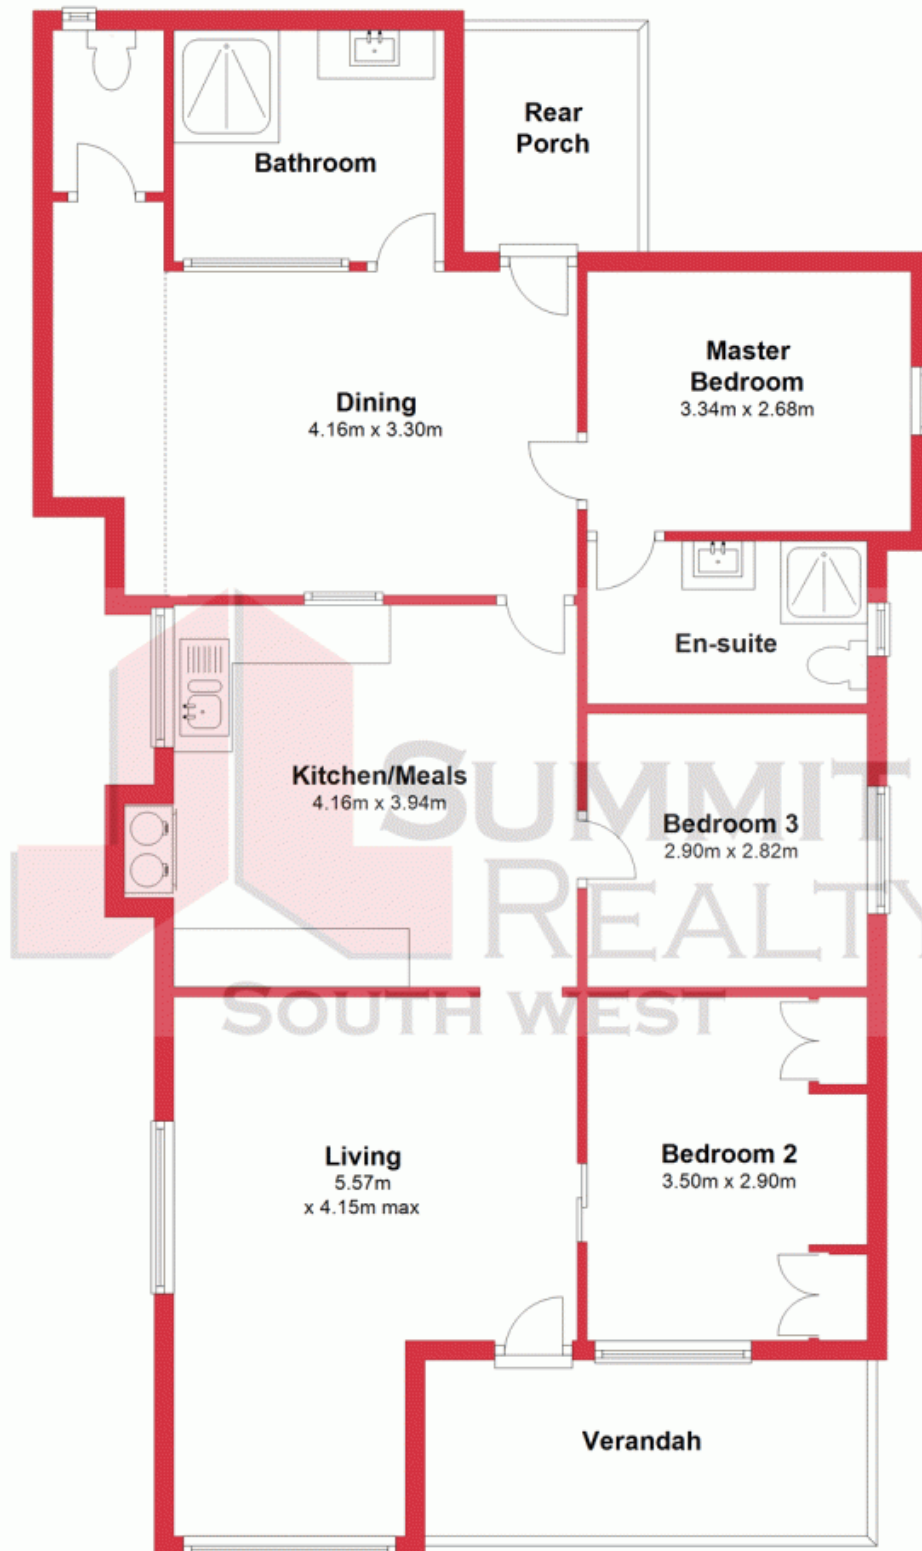 Rear
Porch
Bathroom
Master
Bedroom
3.34m x 2.68m
Dining
4.16m x 3.30m
En-suite
Kitchen/Meals
4.16m x 3.94m
SUMMIT
Bedroom 3
2.90m x 2.82m
REALTY
SOUTH WEST
Living
5.57m
x 4.15m max
Bedroom 2
3.50m x 2.90m
Verandah